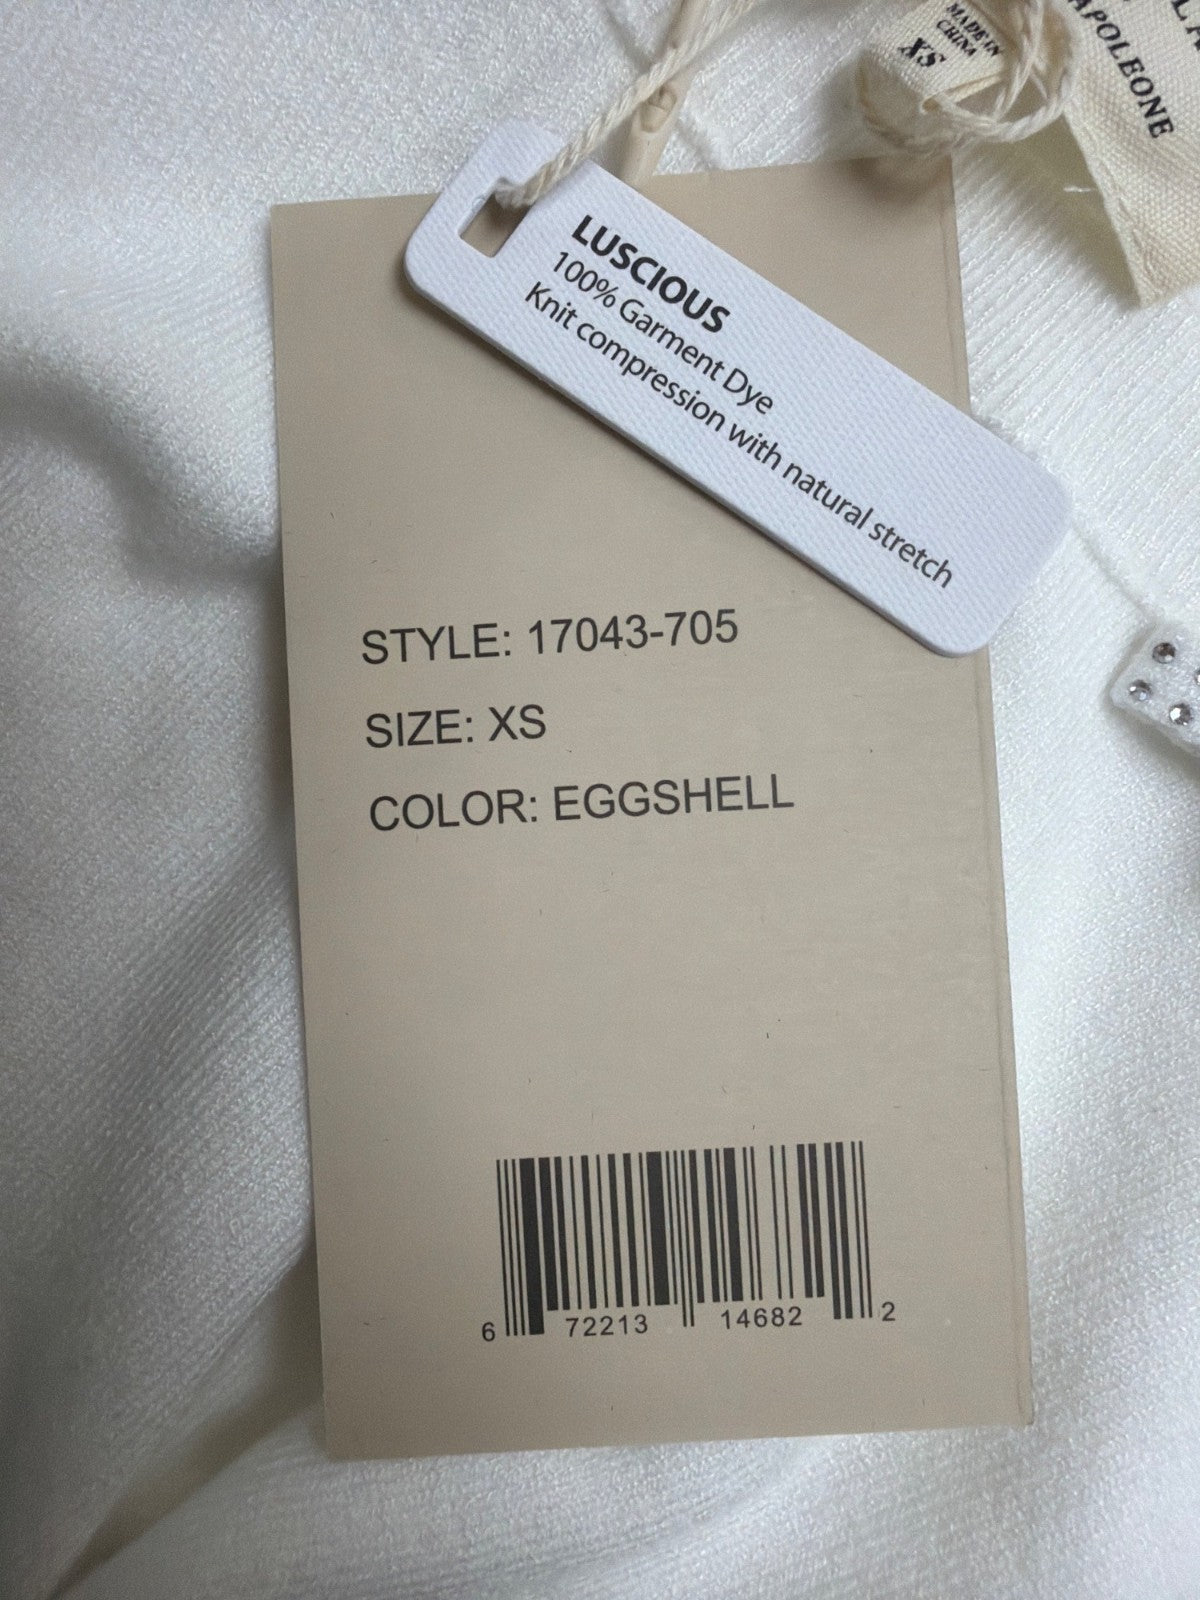 MADE IN
CHINA
XS
LUSCIOUS
100% Garment Dye
Knit compression with natural stretch
STYLE: 17043-705
SIZE: XS
COLOR: EGGSHELL
6 72213 14682 2